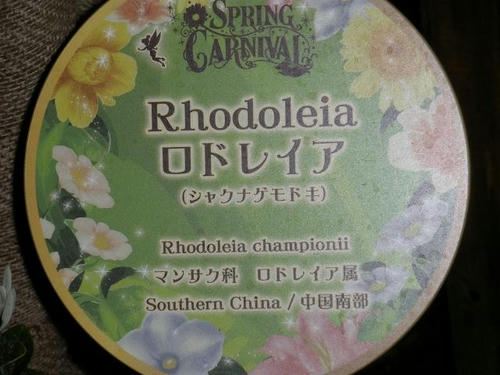 SPRING
CARNIVAL
Rhodoleia
ロドレイア
(シャクナゲモドキ)
Rhodoleia championii
マンサク科 ロドレイア属
Southern China / 中国南部